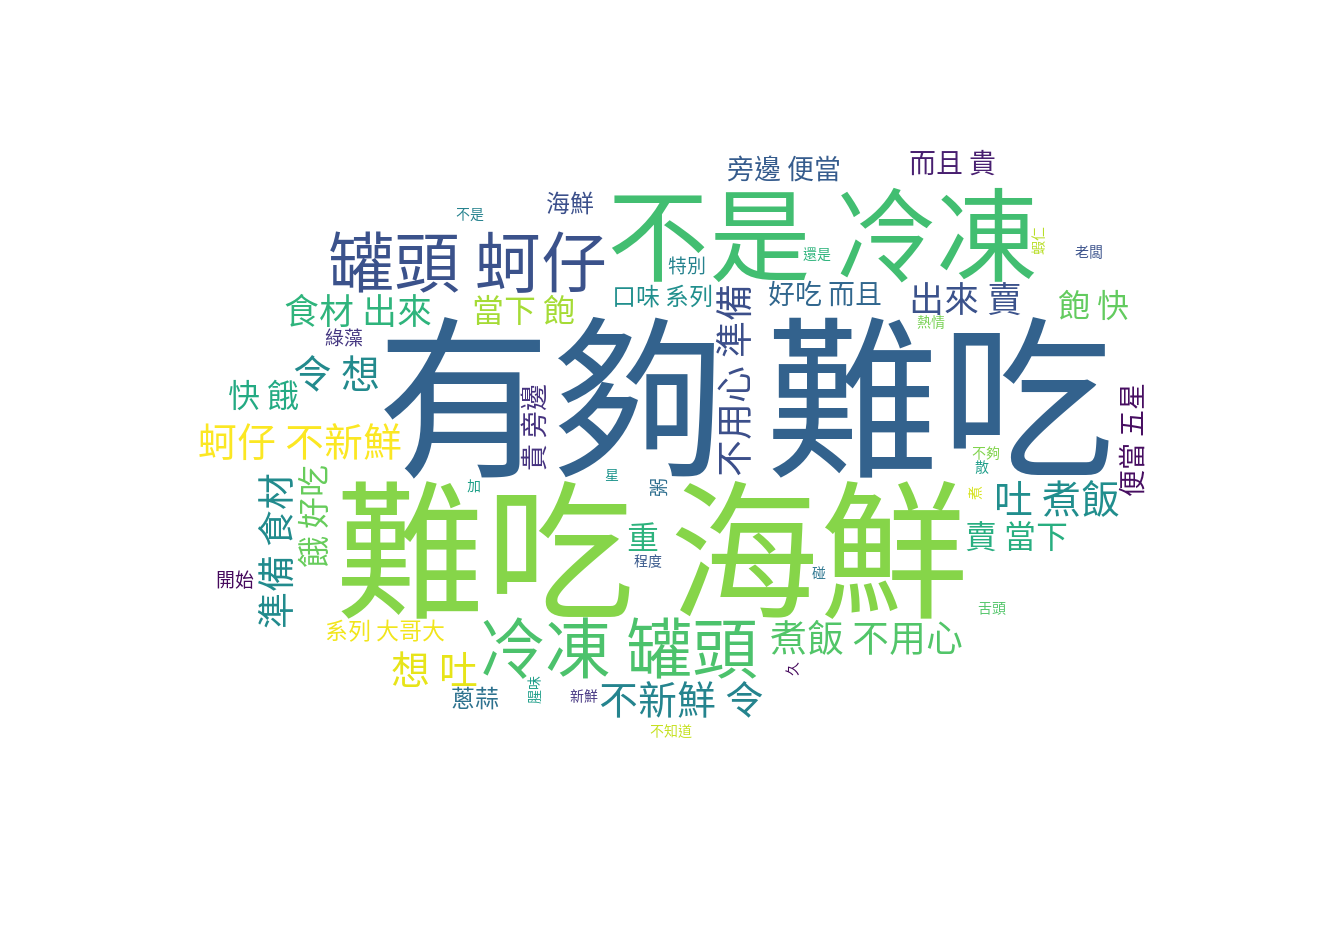 旁邊 便當
而且 貴
海鮮
不是
不是 冷凍
罐頭 蚵仔
特別
還是
蝦仁
老闆
食材 出來
當下 飽
口味 系列
好吃 而且
出來 賣
飽 快
綠藻
熱情
令 想
有夠 難吃
不用心 準備
快 餓
貴 旁邊
便當 五星
蚵仔 不新鮮
不夠
散
星
加
粥
煮
準備 食材
餓 好吃
難吃 海鮮
吐 煮飯
重
賣 當下
程度
碰
開始
舌頭
系列 大哥大
冷凍 罐頭
煮飯 不用心
想 吐
久
蔥蒜
腥味
新鮮
不新鮮 令
不知道